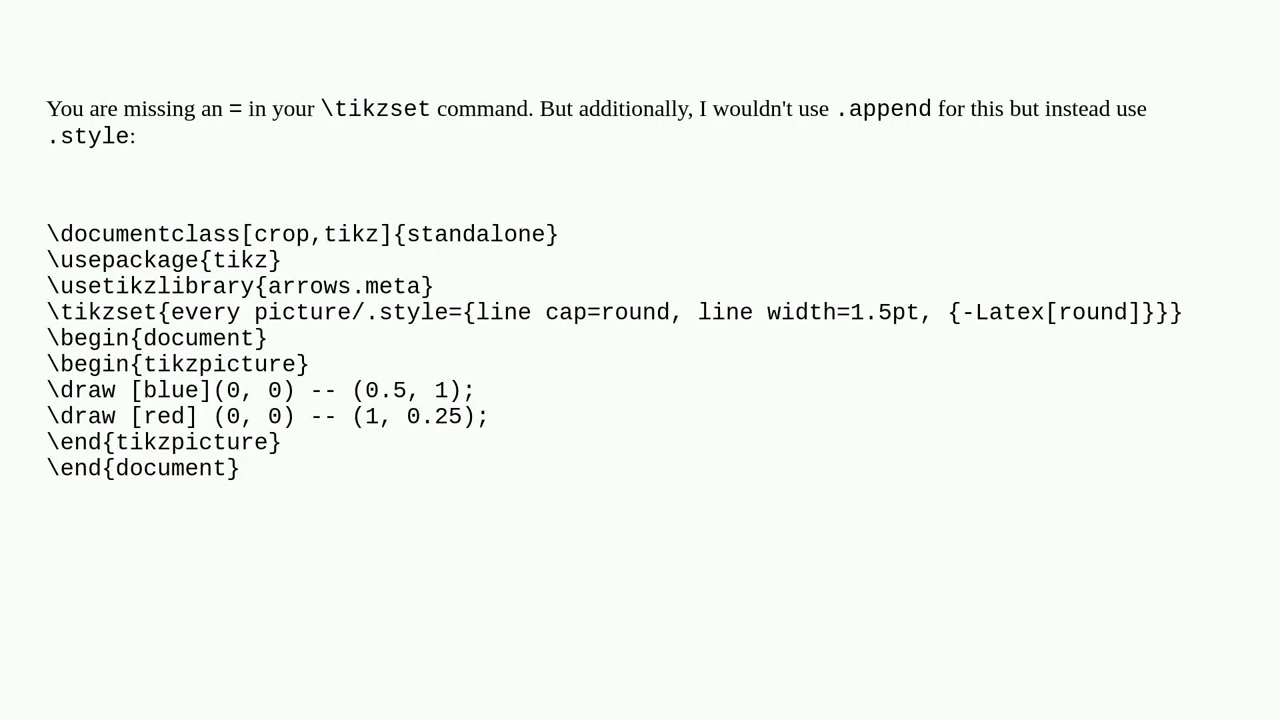 You are missing an = in your \tikzset command. But additionally, I wouldn't use .append for this but instead use
.style:
\documentclass[crop,tikz]{standalone}
\usepackage{tikz}
\usetikzlibrary{arrows.meta}
\tikzset{every picture/.style={line cap=round, line width=1.5pt, {-Latex[round]}}}
\begin{document}
\begin{tikzpicture}
\draw [blue](0, 0) -- (0.5, 1);
\draw [red] (0, 0) -- (1, 0.25);
\end{tikzpicture}
\end{document}